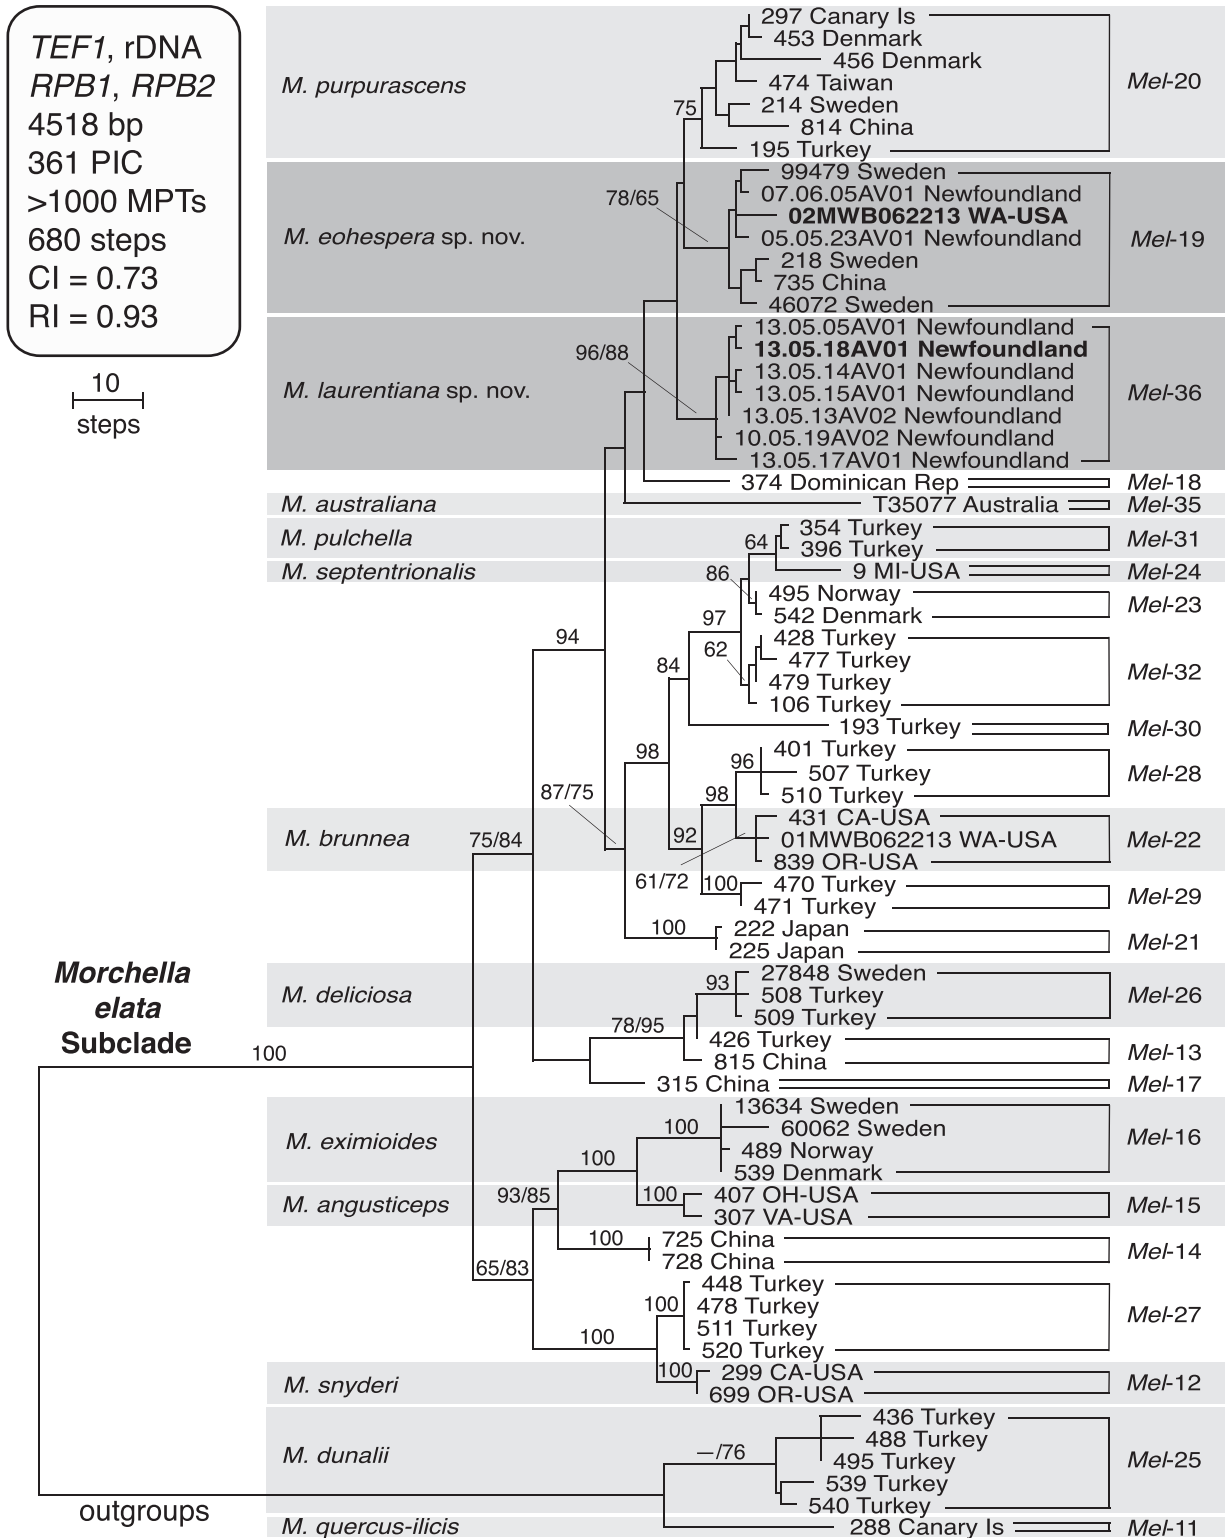 TEF1, rDNA
RPB1, RPB2
4518 bp
361 PIC
>1000 MPTs
680 steps
CI = 0.73
RI = 0.93
10
steps
M. purpurascens
75
297 Canary Is
453 Denmark
456 Denmark
474 Taiwan
214 Sweden
814 China
195 Turkey
Mel-20
M. eohespera sp. nov.
78/65
99479 Sweden
07.06.05AV01 Newfoundland
02MWB062213 WA-USA
05.05.23AV01 Newfoundland
218 Sweden
735 China
46072 Sweden
Mel-19
M. laurentiana sp. nov.
96/88
13.05.05AV01 Newfoundland
13.05.18AV01 Newfoundland
13.05.14AV01 Newfoundland
13.05.15AV01 Newfoundland
13.05.13AV02 Newfoundland
10.05.19AV02 Newfoundland
13.05.17AV01 Newfoundland
Mel-36
374 Dominican Rep
Mel-18
M. australiana
T35077 Australia
Mel-35
M. pulchella
64
354 Turkey
396 Turkey
Mel-31
M. septentrionalis
9 MI-USA
Mel-24
86
495 Norway
542 Denmark
Mel-23
94
97
62
428 Turkey
477 Turkey
479 Turkey
106 Turkey
Mel-32
84
193 Turkey
Mel-30
98
96
401 Turkey
507 Turkey
510 Turkey
Mel-28
87/75
98
M. brunnea
75/84
92
61/72
431 CA-USA
01MWB062213 WA-USA
839 OR-USA
Mel-22
100
470 Turkey
471 Turkey
Mel-29
100
222 Japan
225 Japan
Mel-21
Morchella
elata
Subclade
100
M. deliciosa
93
27848 Sweden
508 Turkey
509 Turkey
Mel-26
78/95
426 Turkey
815 China
Mel-13
315 China
Mel-17
M. eximioides
100
100
13634 Sweden
60062 Sweden
489 Norway
539 Denmark
Mel-16
M. angusticeps
93/85
100
407 OH-USA
307 VA-USA
Mel-15
100
725 China
728 China
Mel-14
65/83
100
100
448 Turkey
478 Turkey
511 Turkey
520 Turkey
Mel-27
M. snyderi
100
299 CA-USA
699 OR-USA
Mel-12
M. dunalii
—/76
436 Turkey
488 Turkey
495 Turkey
539 Turkey
540 Turkey
Mel-25
outgroups
M. quercus-ilicis
288 Canary Is
Mel-11